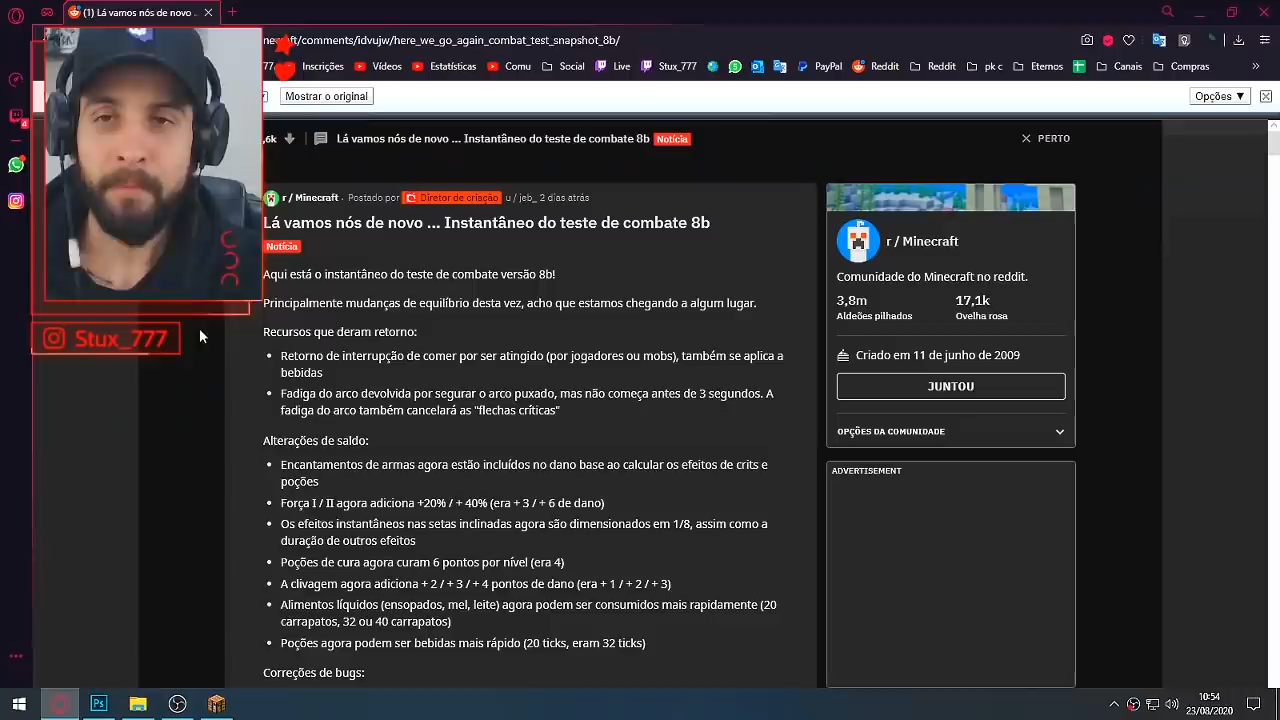 (1) Lá vamos nós de novo ...
ft/comments/idvujw/here_we_go_again_combat_test_snapshot_8b/
Inscrições Vídeos Estatísticas Comu Social Live Stux_777 PayPal Reddit Reddit pk c Eternos Canais Compras »
Mostrar o original
Opções ▼
,6k Lá vamos nós de novo ... Instantâneo do teste de combate 8b Notícia
PERTO
r / Minecraft · Postado por Diretor de criação u / jeb_ 2 dias atrás
Lá vamos nós de novo ... Instantâneo do teste de combate 8b
Notícia
Aqui está o instantâneo do teste de combate versão 8b!
Principalmente mudanças de equilíbrio desta vez, acho que estamos chegando a algum lugar.
Recursos que deram retorno:
• Retorno de interrupção de comer por ser atingido (por jogadores ou mobs), também se aplica a
bebidas
• Fadiga do arco devolvida por segurar o arco puxado, mas não começa antes de 3 segundos. A
fadiga do arco também cancelará as "flechas críticas"
Alterações de saldo:
• Encantamentos de armas agora estão incluídos no dano base ao calcular os efeitos de crits e
poções
• Força I / II agora adiciona +20% / + 40% (era + 3 / + 6 de dano)
• Os efeitos instantâneos nas setas inclinadas agora são dimensionados em 1/8, assim como a
duração de outros efeitos
• Poções de cura agora curam 6 pontos por nível (era 4)
• A clivagem agora adiciona + 2 / + 3 / + 4 pontos de dano (era + 1 / + 2 / + 3)
• Alimentos líquidos (ensopados, mel, leite) agora podem ser consumidos mais rapidamente (20
carrapatos, 32 ou 40 carrapatos)
• Poções agora podem ser bebidas mais rápido (20 ticks, eram 32 ticks)
Correções de bugs:
r / Minecraft
Comunidade do Minecraft no reddit.
3,8m 17,1k
Aldeões pilhados Ovelha rosa
Criado em 11 de junho de 2009
JUNTOU
OPÇÕES DA COMUNIDADE
ADVERTISEMENT
Stux_777
4
Ps
10:54
23/08/2020